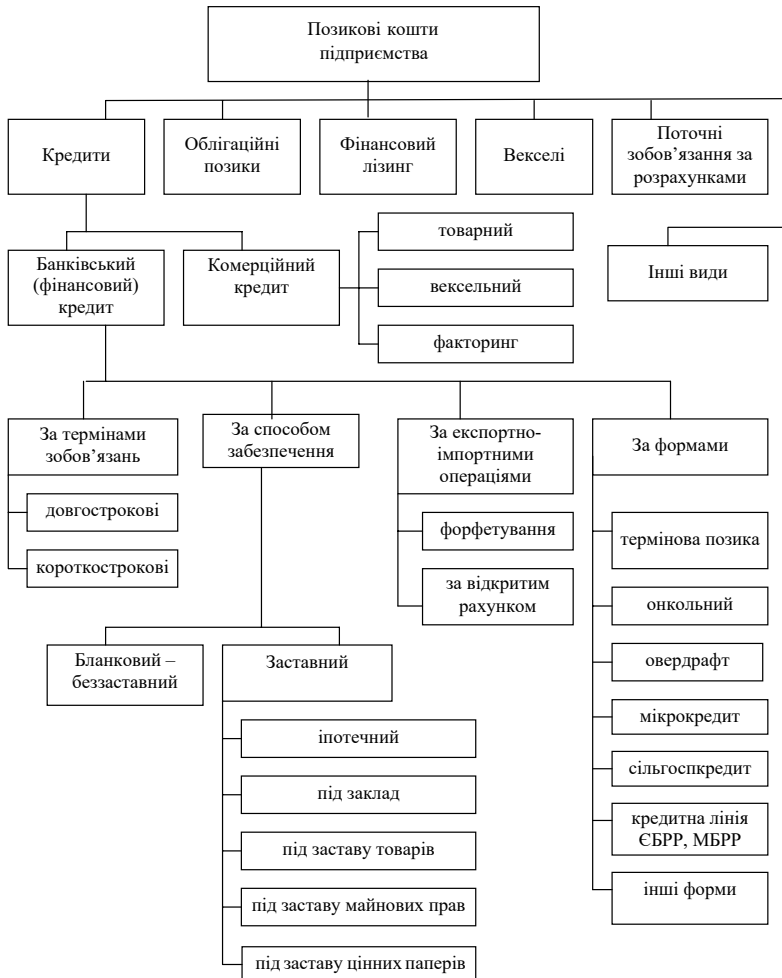 Позикові кошти
підприємства
Кредити
Облігаційні
позики
Фінансовий
лізинг
Векселі
Поточні
зобов’язання за
розрахунками
Банківський
(фінансовий)
кредит
Комерційний
кредит
товарний
вексельний
факторинг
Інші види
За термінами
зобов’язань
довгострокові
короткострокові
За способом
забезпечення
За експортно-
імпортними
операціями
форфетування
за відкритим
рахунком
За формами
термінова позика
онкольний
овердрафт
мікрокредит
сільгоспкредит
кредитна лінія
ЄБРР, МБРР
інші форми
Бланковий –
беззаставний
Заставний
іпотечний
під заклад
під заставу товарів
під заставу майнових прав
під заставу цінних паперів